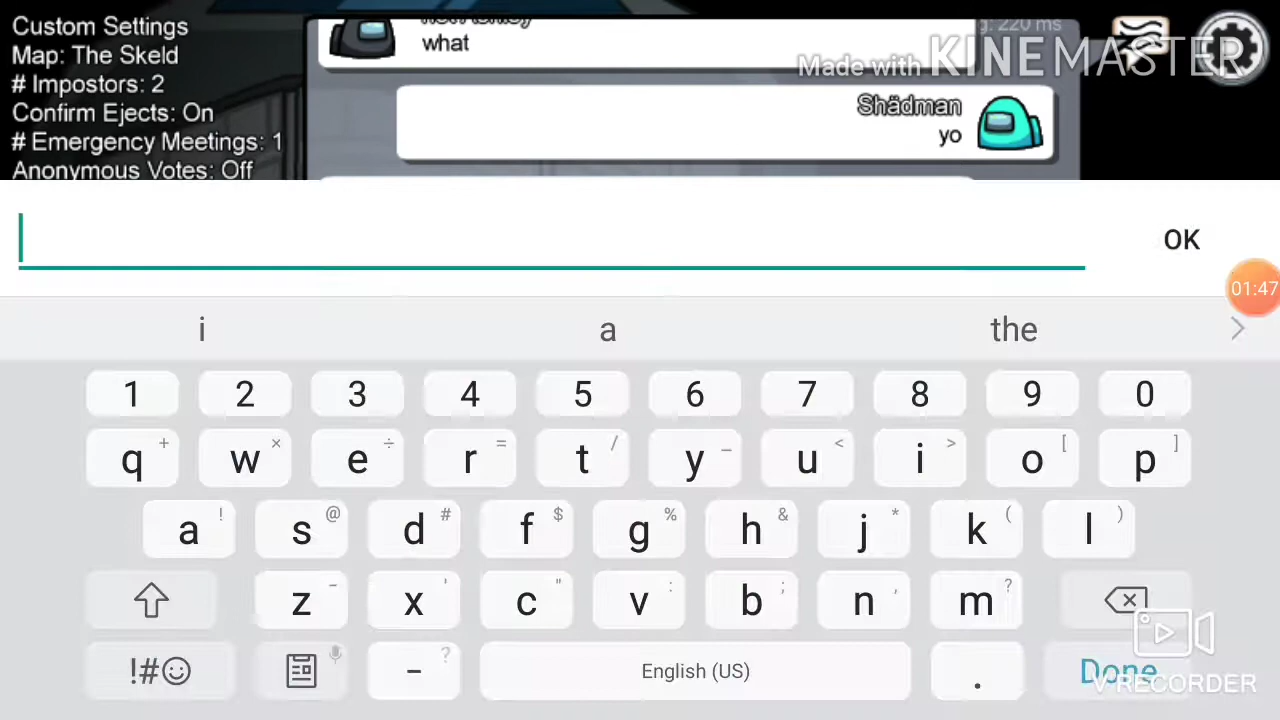 Custom Settings
Map: The Skeld
# Impostors: 2
Confirm Ejects: On
# Emergency Meetings: 1
Anonymous Votes: Off
what
g: 220 ms
Made with KINEMASTER
Shädman
yo
OK
01:47
i a the
1 2 3 4 5 6 7 8 9 0
q + w × e ÷ r = t / y _ u < i > o [ p ]
a ! s @ d # f $ g % h & j * k ( l )
z - x ' c " v : b ; n , m ?
!#☺ - ? English (US) . Done
V RECORDER